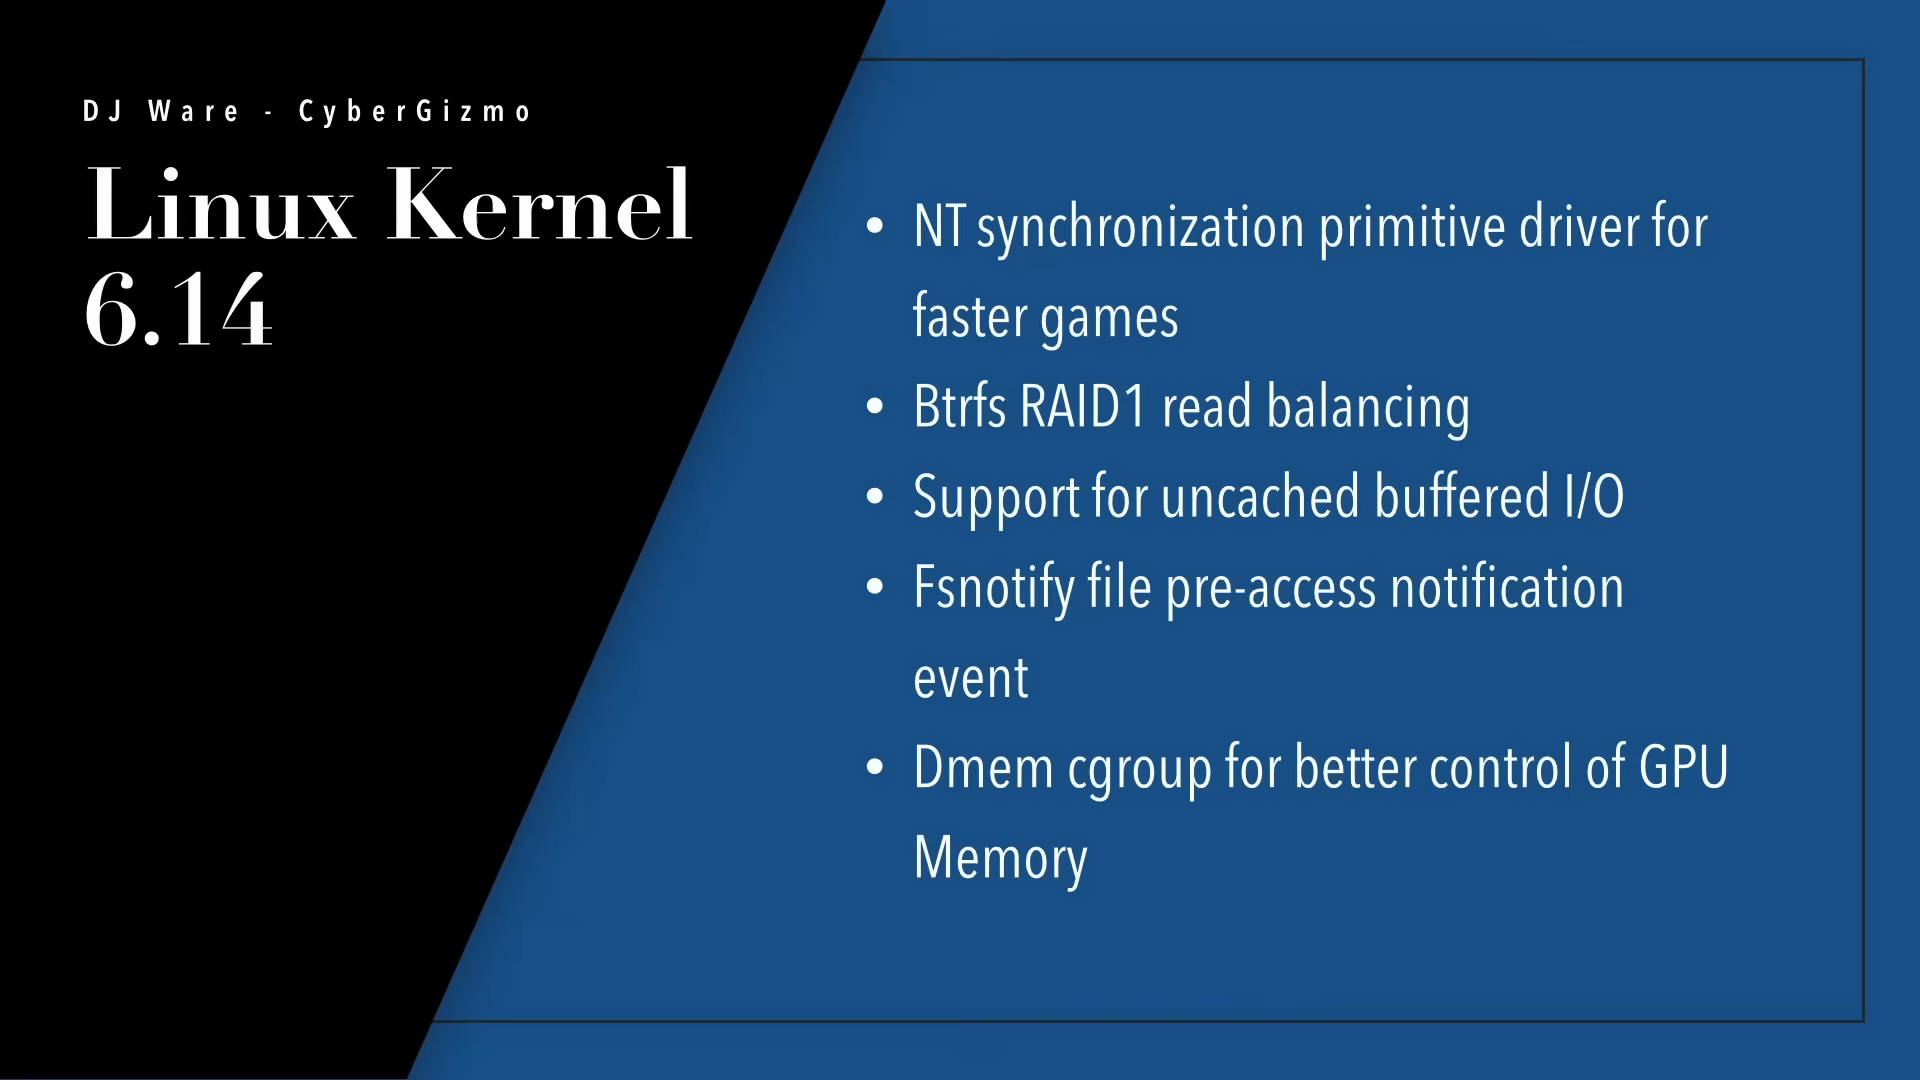 DJ Ware - CyberGizmo
Linux Kernel
6.14
• NT synchronization primitive driver for
faster games
• Btrfs RAID1 read balancing
• Support for uncached buffered I/O
• Fsnotify file pre-access notification
event
• Dmem cgroup for better control of GPU
Memory